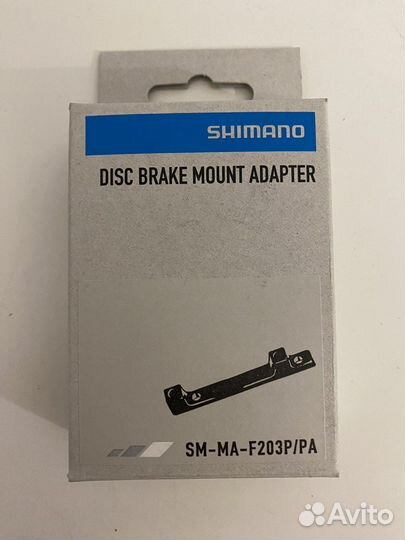 SHIMANO
DISC BRAKE MOUNT ADAPTER
SM-MA-F203P/PA
Avito